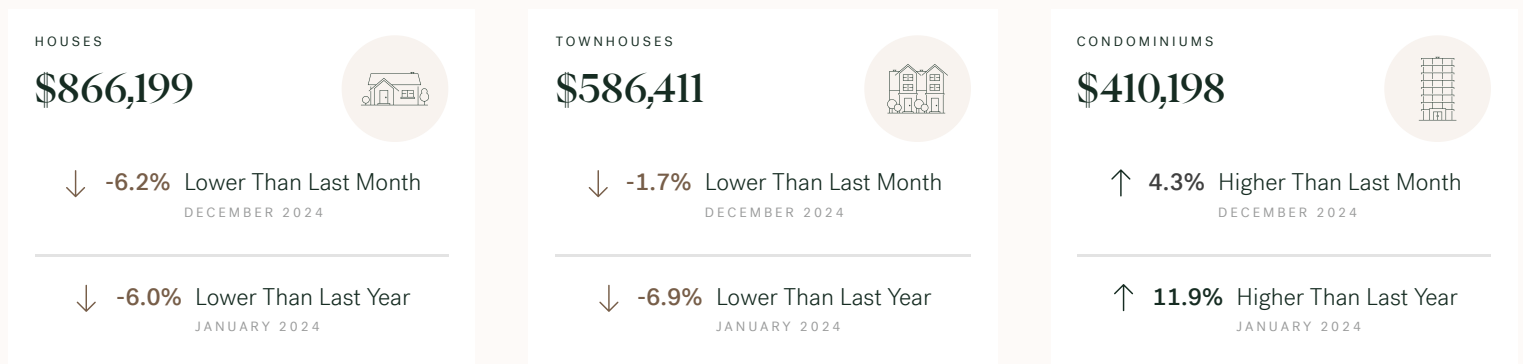 HOUSES
$866,199
-6.2% Lower Than Last Month
DECEMBER 2024
-6.0% Lower Than Last Year
JANUARY 2024
TOWNHOUSES
$586,411
-1.7% Lower Than Last Month
DECEMBER 2024
-6.9% Lower Than Last Year
JANUARY 2024
CONDOMINIUMS
$410,198
4.3% Higher Than Last Month
DECEMBER 2024
11.9% Higher Than Last Year
JANUARY 2024